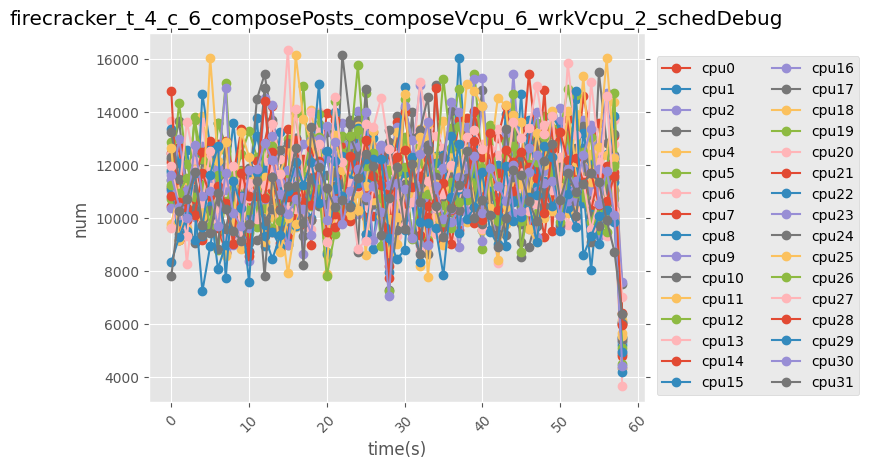 firecracker_t_4_c_6_composePosts_composeVcpu_6_wrkVcpu_2_schedDebug
num
16000
14000
12000
10000
8000
6000
4000
0
10
20
30
40
50
60
time(s)
cpu0
cpu1
cpu2
cpu3
cpu4
cpu5
cpu6
cpu7
cpu8
cpu9
cpu10
cpu11
cpu12
cpu13
cpu14
cpu15
cpu16
cpu17
cpu18
cpu19
cpu20
cpu21
cpu22
cpu23
cpu24
cpu25
cpu26
cpu27
cpu28
cpu29
cpu30
cpu31